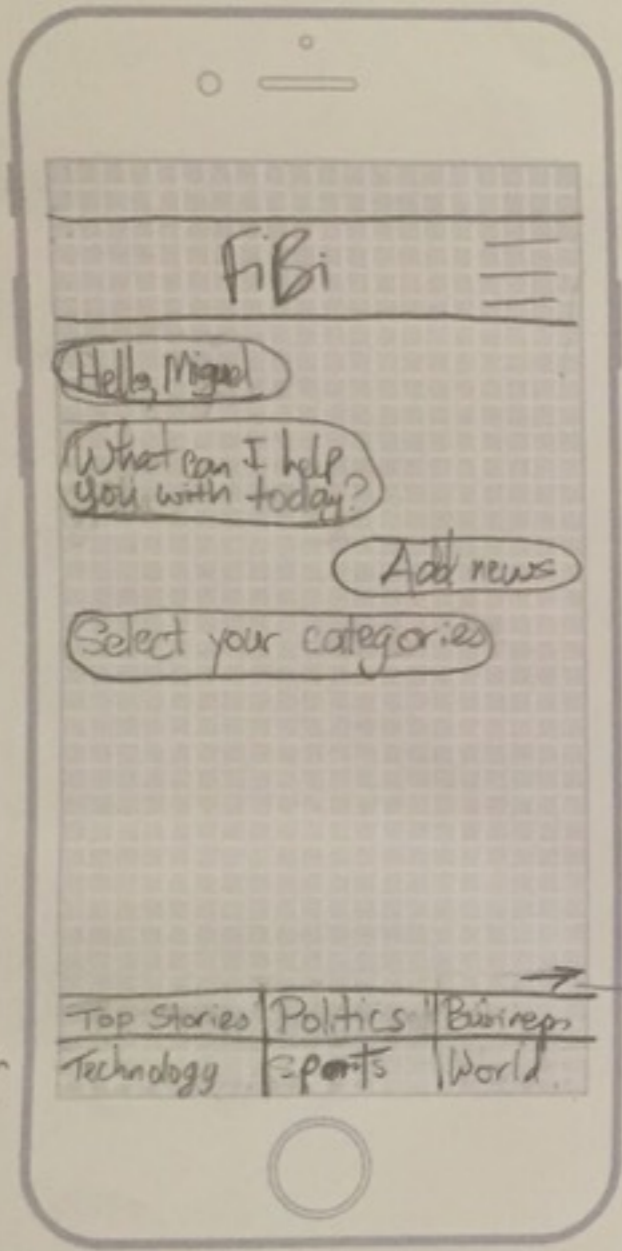 FiBi
Hello, Miguel
What can I help
you with today?
Add news
Select your categories
Top Stories Politics Business
Technology Sports World